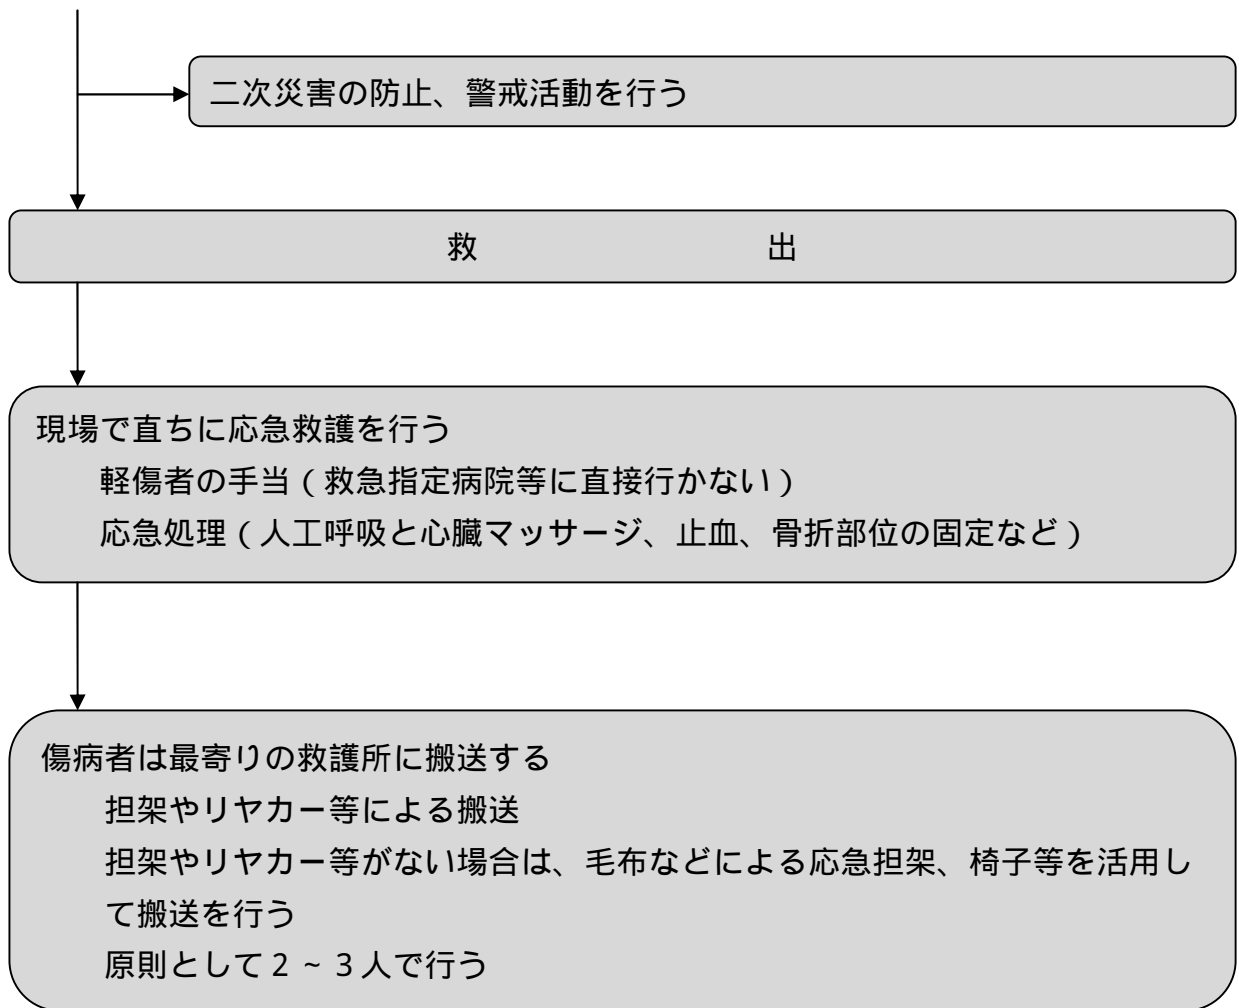 二次災害の防止、警戒活動を行う
救　　　　　　　　　出
現場で直ちに応急救護を行う
軽傷者の手当（救急指定病院等に直接行かない）
応急処理（人工呼吸と心臓マッサージ、止血、骨折部位の固定など）
傷病者は最寄りの救護所に搬送する
担架やリヤカー等による搬送
担架やリヤカー等がない場合は、毛布などによる応急担架、椅子等を活用し
て搬送を行う
原則として２～３人で行う